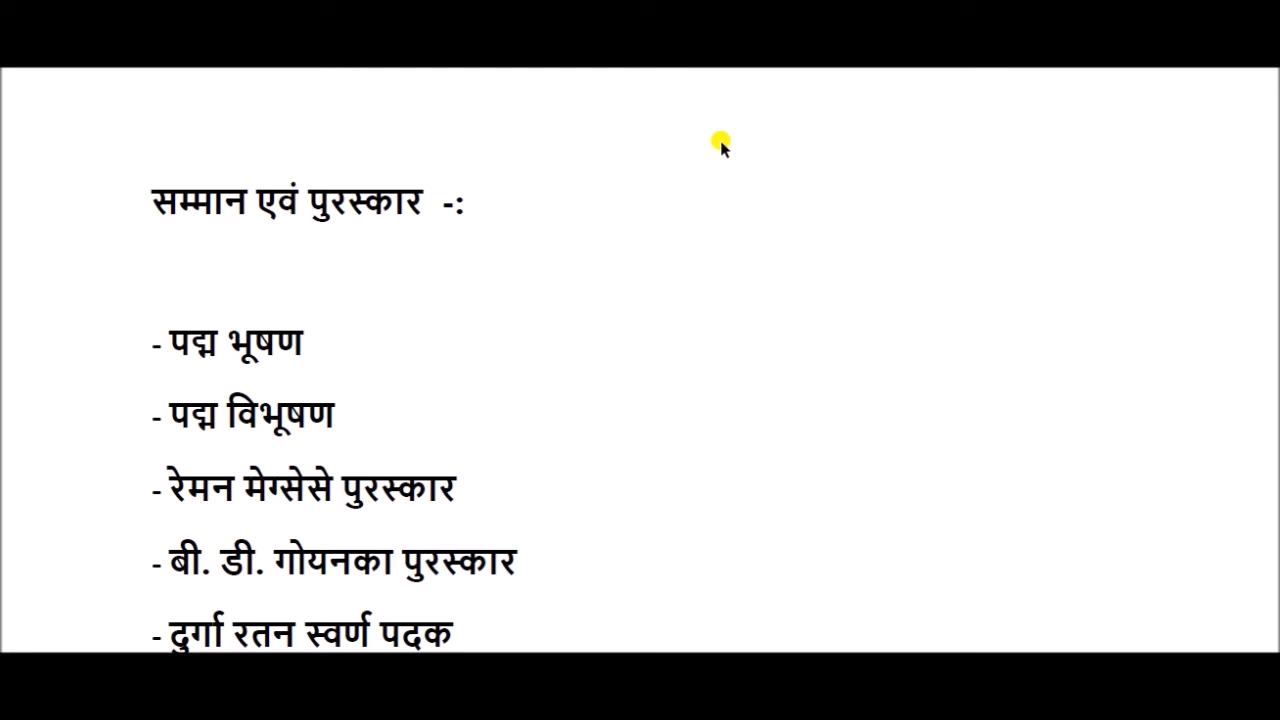 सम्मान एवं पुरस्कार -:
- पद्म भूषण
- पद्म विभूषण
- रेमन मेग्सेसे पुरस्कार
- बी. डी. गोयनका पुरस्कार
- दुर्गा रतन स्वर्ण पदक